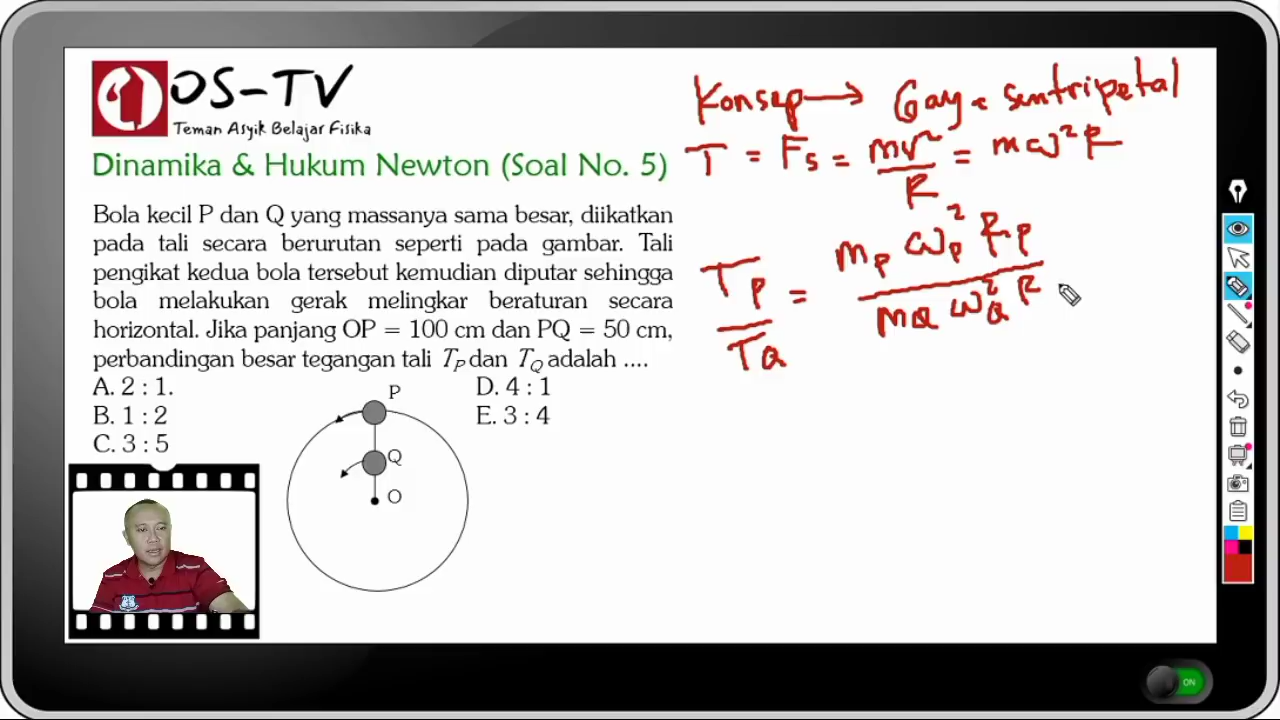 OS-TV
Teman Asyik Belajar Fisika
Dinamika & Hukum Newton (Soal No. 5)
Bola kecil P dan Q yang massanya sama besar, diikatkan
pada tali secara berurutan seperti pada gambar. Tali
pengikat kedua bola tersebut kemudian diputar sehingga
bola melakukan gerak melingkar beraturan secara
horizontal. Jika panjang OP = 100 cm dan PQ = 50 cm,
perbandingan besar tegangan tali T_P dan T_Q adalah ....
A. 2 : 1.
B. 1 : 2
C. 3 : 5
D. 4 : 1
E. 3 : 4
P
Q
O
Konsep → Gaya sentripetal
T = Fs = mv²/R = mω²R
T_P/T_Q = m_P ω_P² R_P / m_Q ω_Q² R
ON